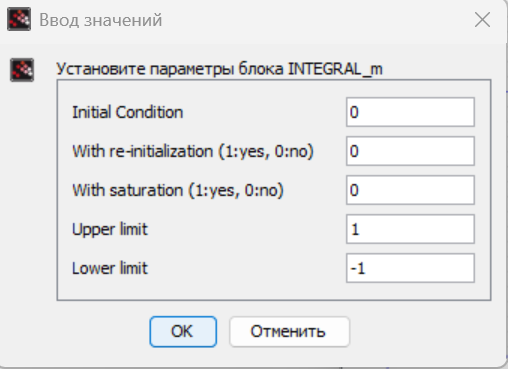 Ввод значений
Установите параметры блока INTEGRAL_m
Initial Condition 0
With re-initialization (1:yes, 0:no) 0
With saturation (1:yes, 0:no) 0
Upper limit 1
Lower limit -1
OK Отменить